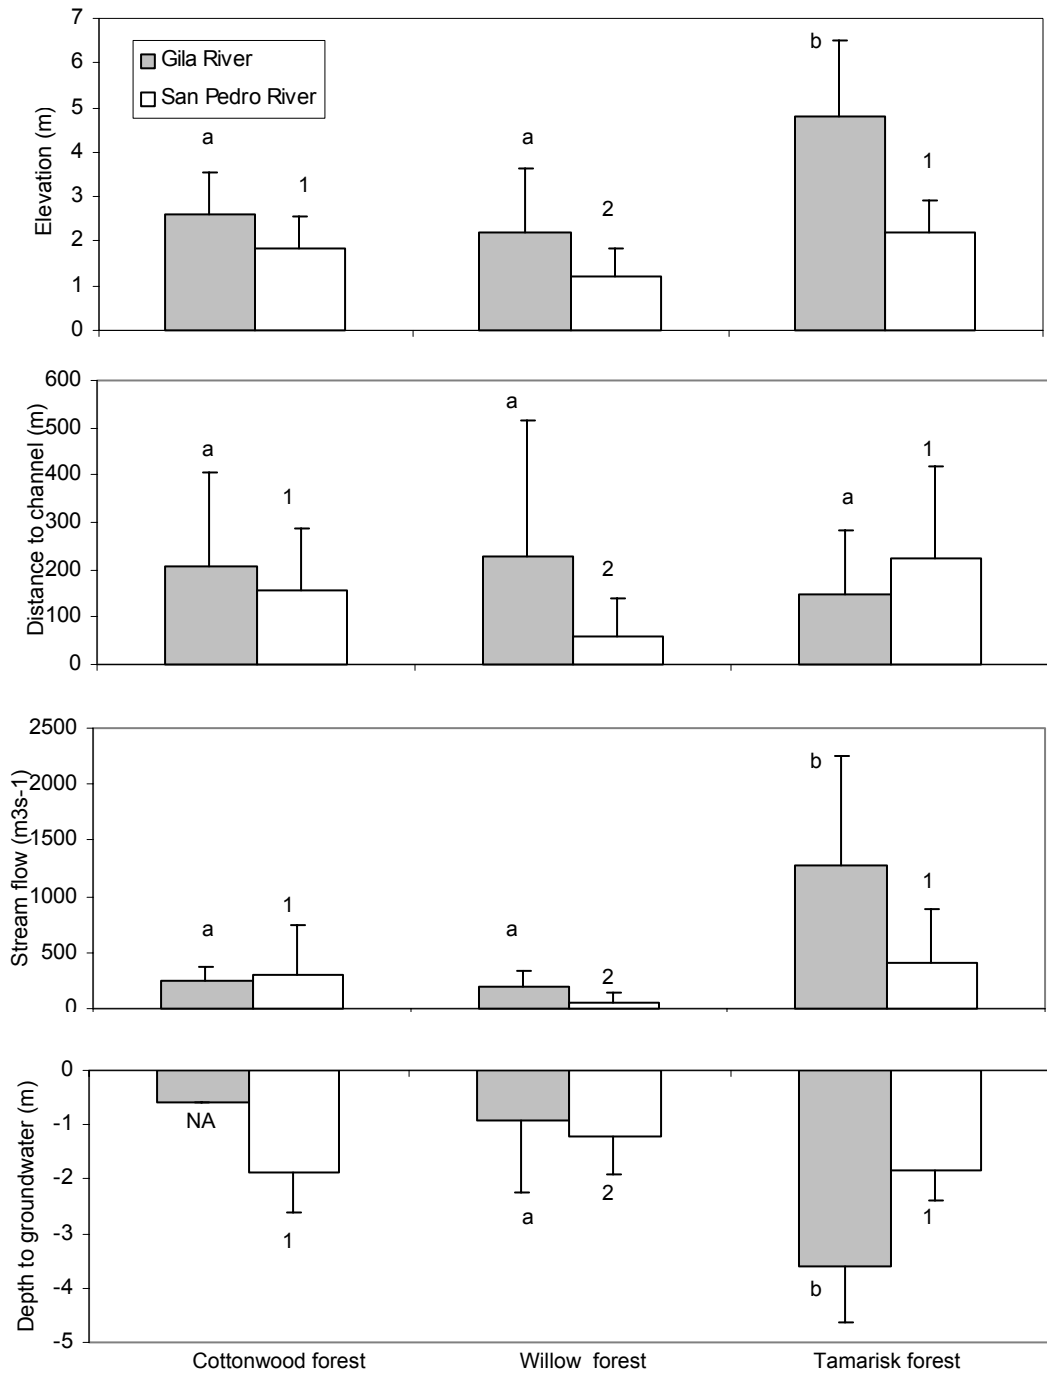 7
6
5
4
3
2
1
0
Elevation (m)
Gila River
San Pedro River
a
1
a
2
b
1
600
500
400
300
200
100
0
Distance to channel (m)
a
1
a
2
a
1
2500
2000
1500
1000
500
0
Stream flow (m3s-1)
a
1
a
2
b
1
0
-1
-2
-3
-4
-5
Depth to groundwater (m)
NA
1
a
2
b
1
Cottonwood forest
Willow forest
Tamarisk forest